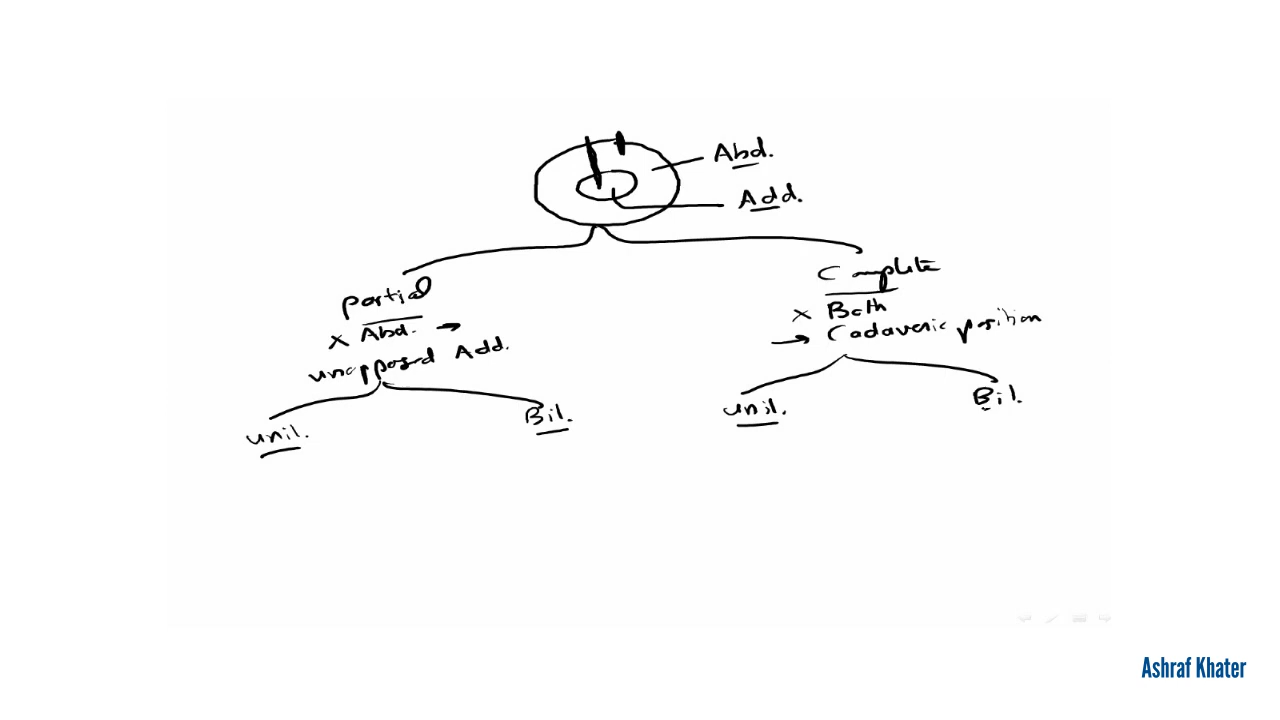 Abd.
Add.
partial
x Abd. →
unopposed Add.
unil.
Bil.
Complete
x Both
→ Cadaveric position
unil.
Bil.
Ashraf Khater